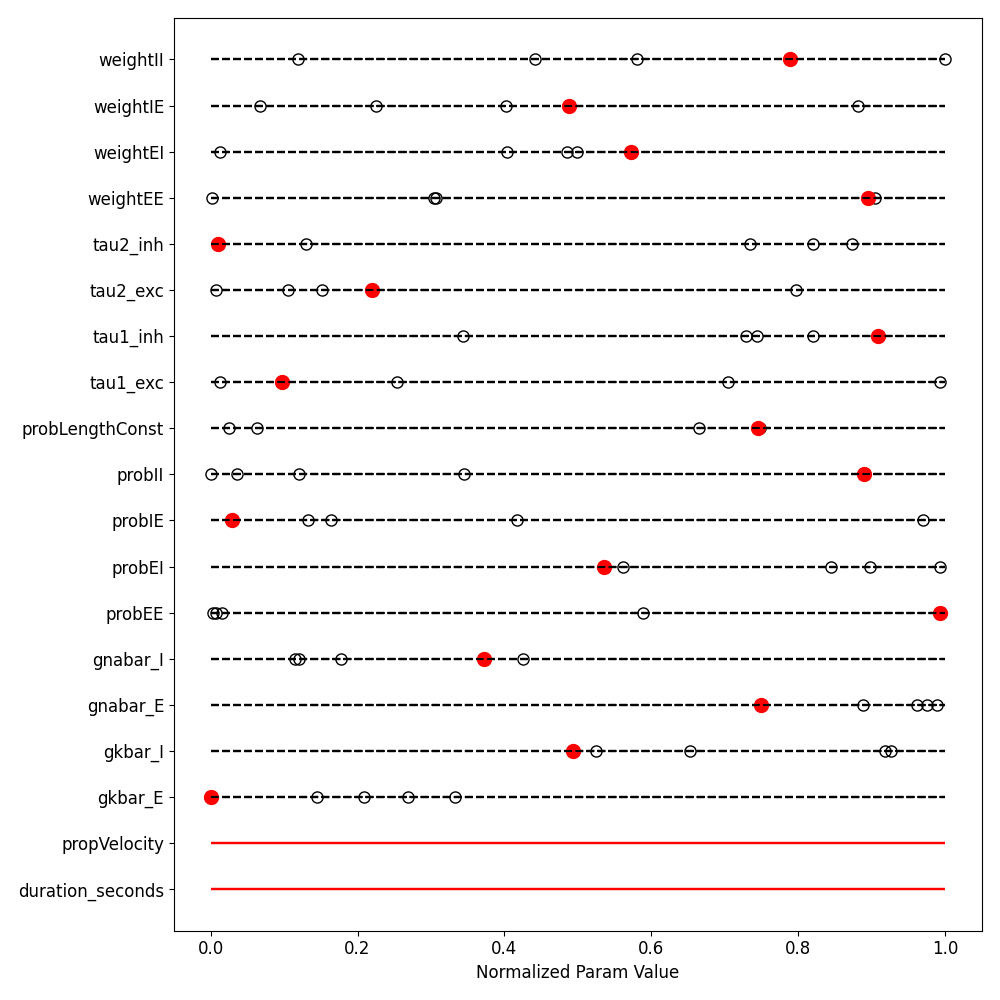 weightII
weightIE
weightEI
weightEE
tau2_inh
tau2_exc
tau1_inh
tau1_exc
probLengthConst
probII
probIE
probEI
probEE
gnabar_I
gnabar_E
gkbar_I
gkbar_E
propVelocity
duration_seconds
0.0 0.2 0.4 0.6 0.8 1.0
Normalized Param Value